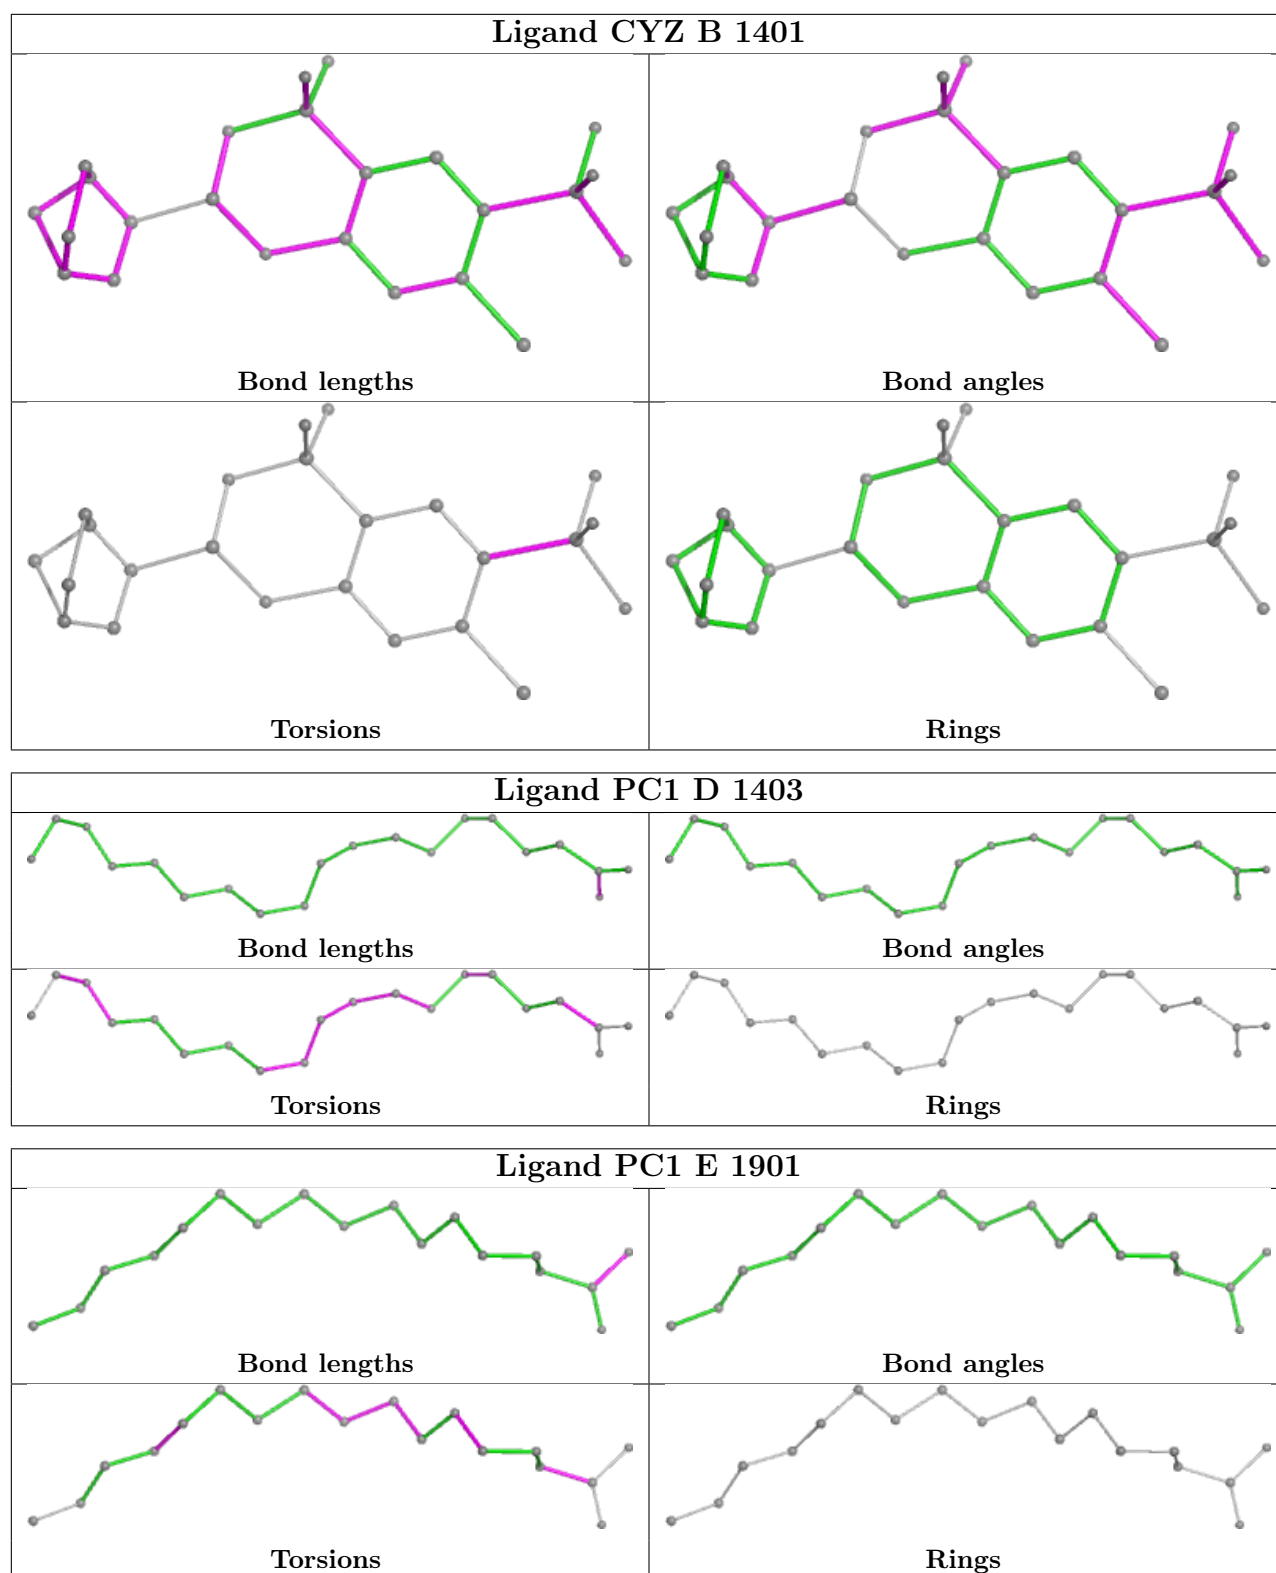 Ligand CYZ B 1401
Bond lengths
Bond angles
Torsions
Rings
Ligand PC1 D 1403
Bond lengths
Bond angles
Torsions
Rings
Ligand PC1 E 1901
Bond lengths
Bond angles
Torsions
Rings